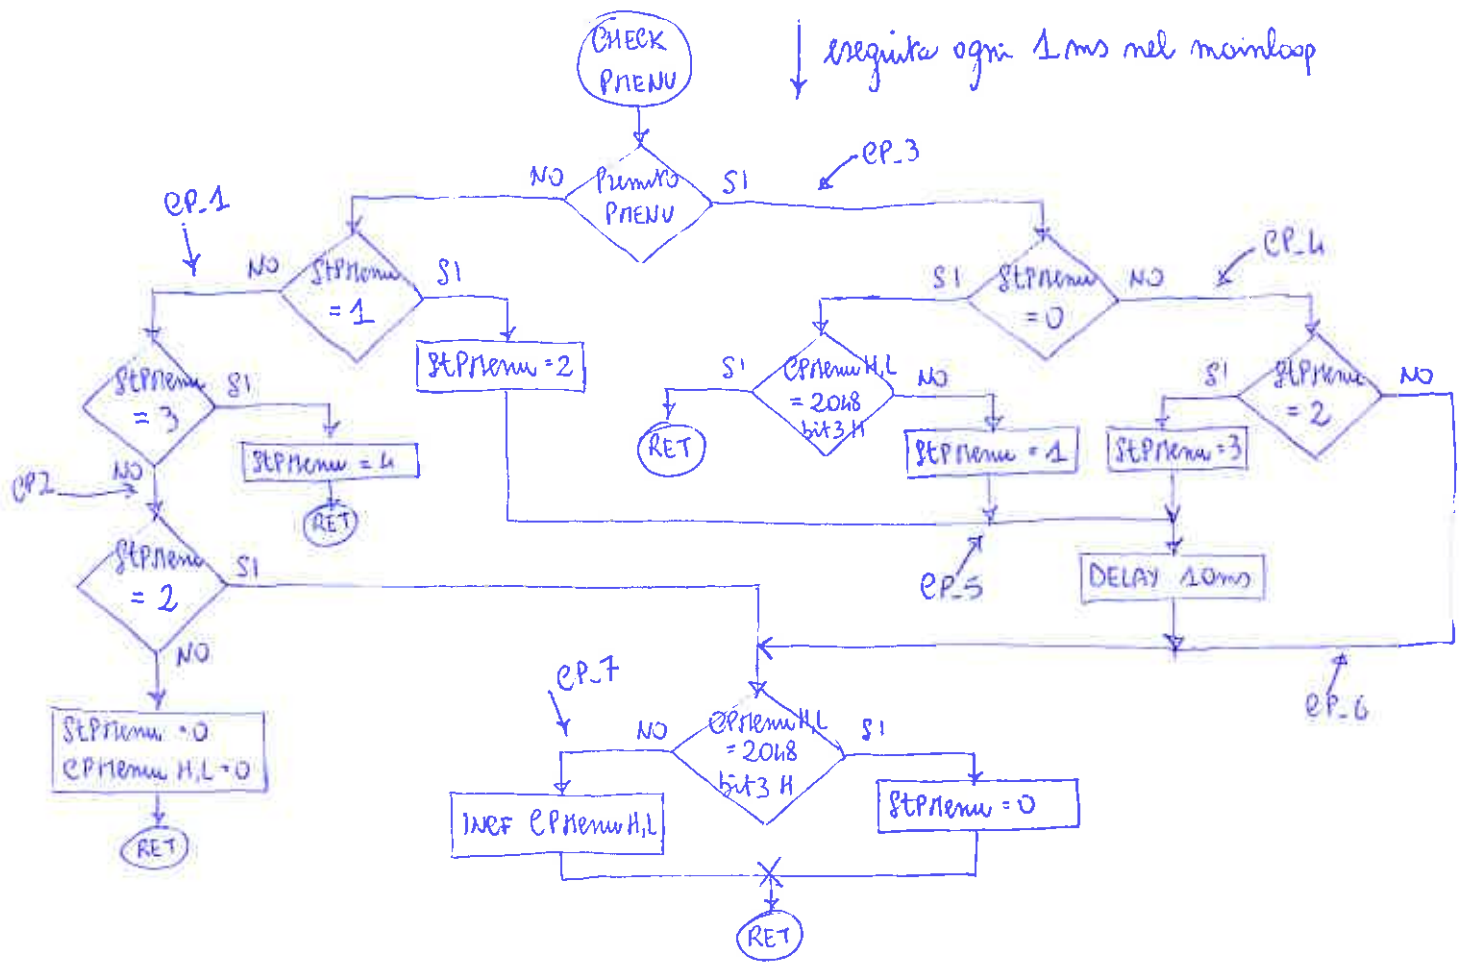 CHECK
PMENU
eseguita ogni 1 ms nel mainloop
CP_3
CP_1
NO
Premuto
PMENU
SI
CP_4
NO
StPMenu
= 1
SI
SI
StPMenu
= 0
NO
StPMenu
= 3
SI
StPMenu = 2
SI
CPMenu H,L
= 2048
bit3 H
NO
SI
StPMenu
= 2
NO
RET
StPMenu = 1
StPMenu = 3
CP2
NO
StPMenu = 4
RET
StPMenu
= 2
SI
CP_5
DELAY 10ms
NO
CP_7
CP_6
StPMenu = 0
CPMenu H,L = 0
NO
CPMenu H,L
= 2048
bit3 H
SI
INCF CPMenu H,L
StPMenu = 0
RET
RET